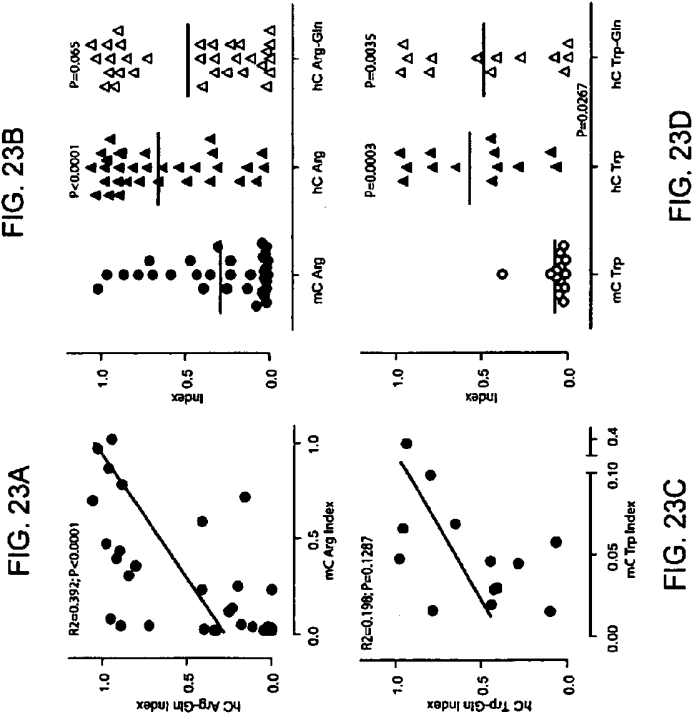 FIG. 23A
R2=0.392; P<0.0001
hC Arg-Gln Index
1.0
0.5
0.0
0.0
0.5
1.0
mC Arg Index
FIG. 23B
P<0.0001
P=0.065
Index
1.0
0.5
0.0
mC Arg
hC Arg
hC Arg-Gln
FIG. 23C
R2=0.198; P=0.1287
hC Trp-Gln Index
1.0
0.5
0.0
0.00
0.05
0.10
0.4
mC Trp Index
FIG. 23D
P=0.0003
P=0.0035
Index
1.0
0.5
0.0
mC Trp
hC Trp
hC Trp-Gln
P=0.0267